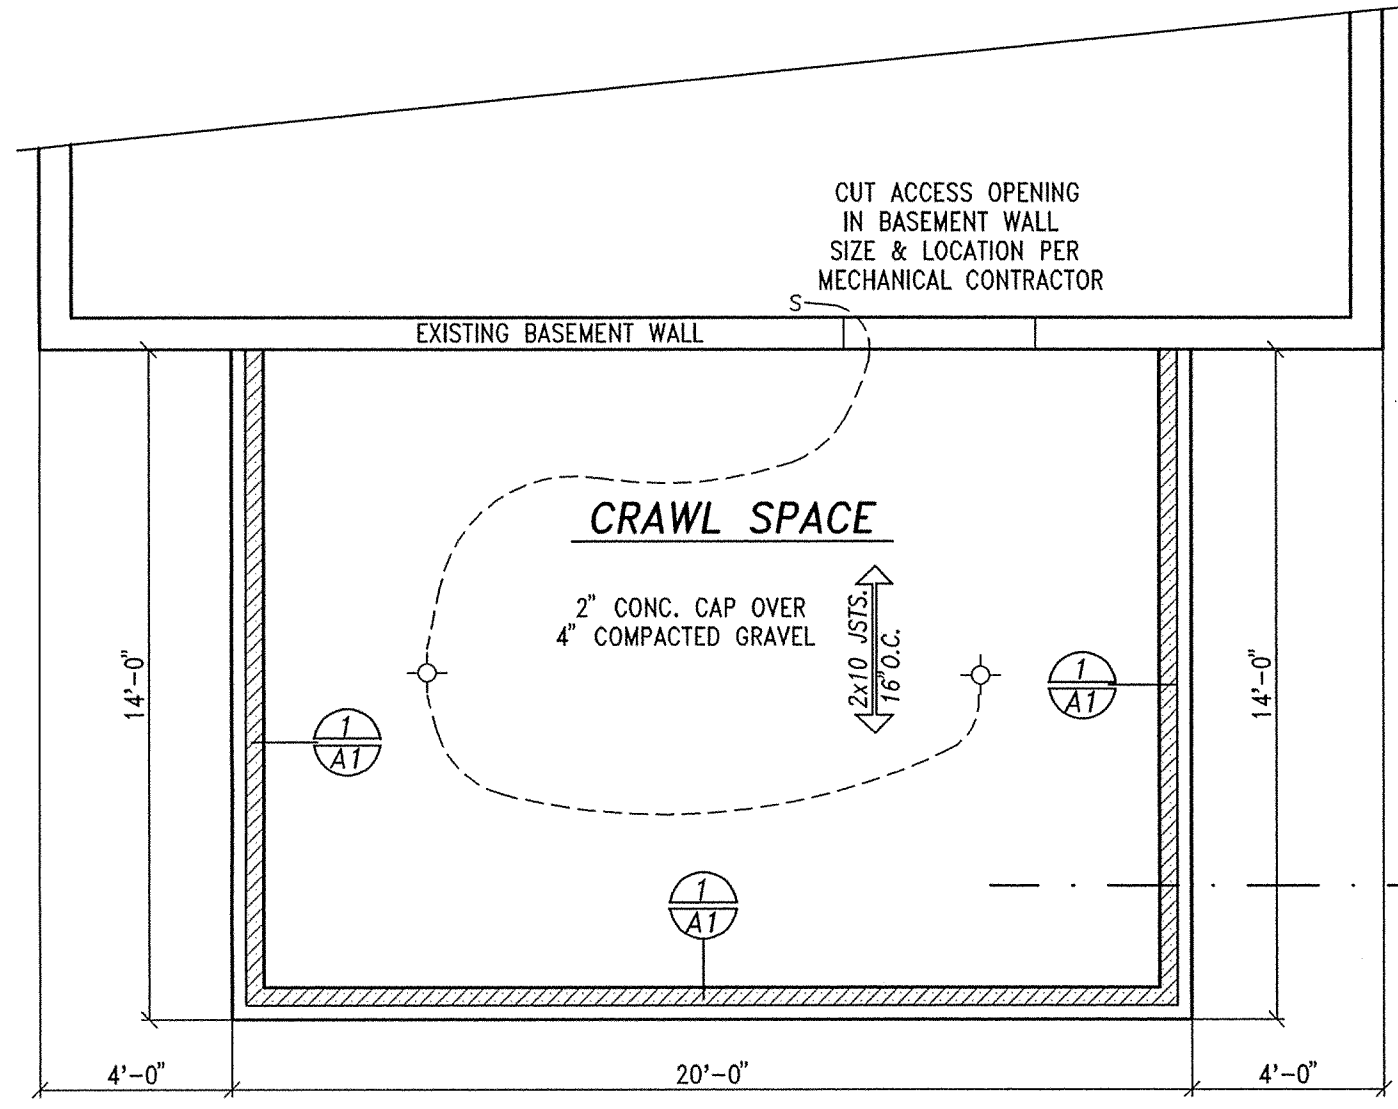 CUT ACCESS OPENING
IN BASEMENT WALL
SIZE & LOCATION PER
MECHANICAL CONTRACTOR
S
EXISTING BASEMENT WALL
CRAWL SPACE
2" CONC. CAP OVER
4" COMPACTED GRAVEL
2x10 JSTS.
16"O.C.
14'-0"
14'-0"
1
A1
1
A1
1
A1
4'-0"
20'-0"
4'-0"